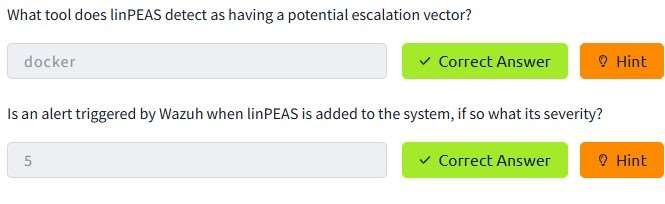 What tool does linPEAS detect as having a potential escalation vector?
docker
Correct Answer
Hint
Is an alert triggered by Wazuh when linPEAS is added to the system, if so what its severity?
5
Correct Answer
Hint